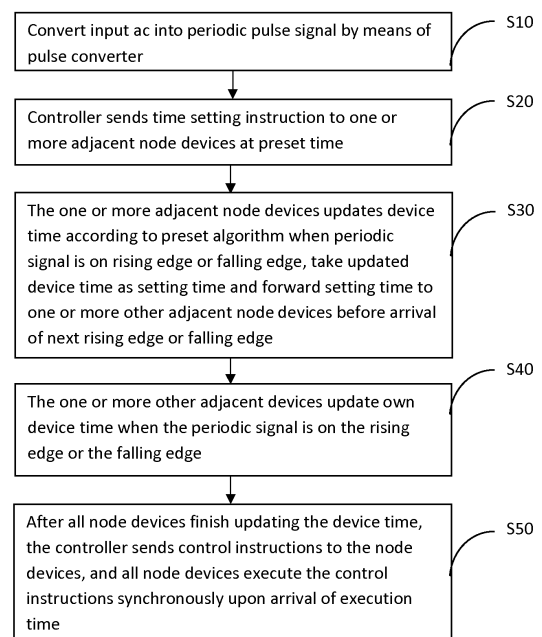 Convert input ac into periodic pulse signal by means of
pulse converter
S10
Controller sends time setting instruction to one or
more adjacent node devices at preset time
S20
The one or more adjacent node devices updates device
time according to preset algorithm when periodic
signal is on rising edge or falling edge, take updated
device time as setting time and forward setting time to
one or more other adjacent node devices before arrival
of next rising edge or falling edge
S30
The one or more other adjacent devices update own
device time when the periodic signal is on the rising
edge or the falling edge
S40
After all node devices finish updating the device time,
the controller sends control instructions to the node
devices, and all node devices execute the control
instructions synchronously upon arrival of execution
time
S50